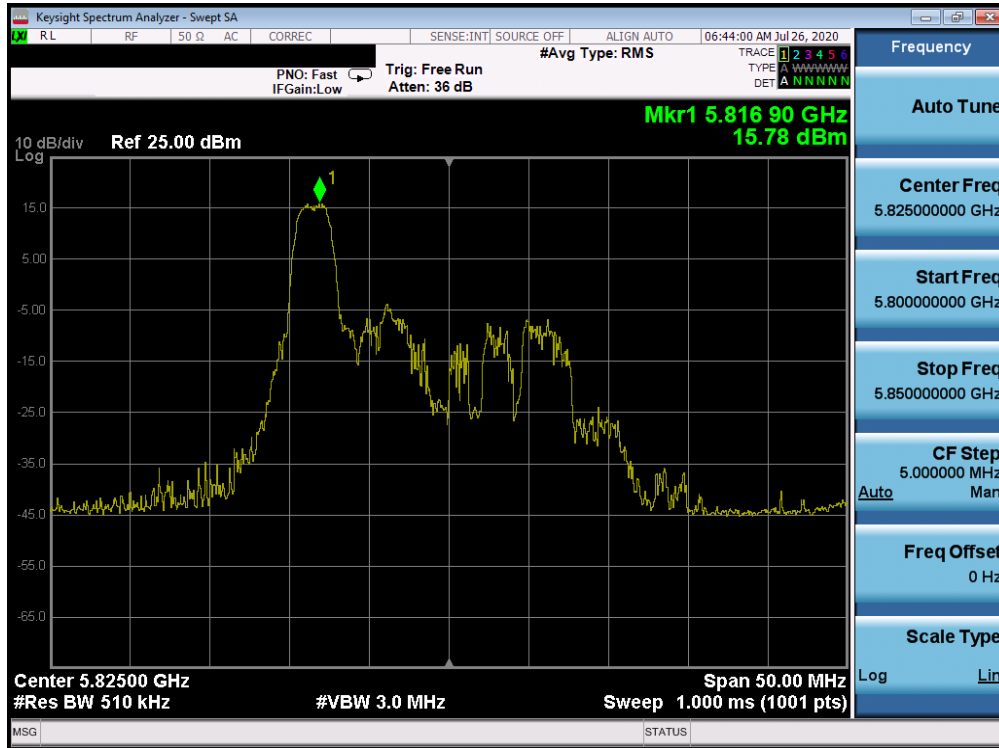 Keysight Spectrum Analyzer - Swept SA
LXI RL RF 50 Ω AC CORREC SENSE:INT SOURCE OFF ALIGN AUTO 06:44:00 AM Jul 26, 2020
#Avg Type: RMS
TRACE 1 2 3 4 5 6
PNO: Fast Trig: Free Run
TYPE A WWWWW
IFGain:Low Atten: 36 dB
DET A N N N N N
Mkr1 5.816 90 GHz
15.78 dBm
10 dB/div Ref 25.00 dBm
Log
1
15.0
5.00
-5.00
-15.0
-25.0
-35.0
-45.0
-55.0
-65.0
Center 5.82500 GHz Span 50.00 MHz
#Res BW 510 kHz #VBW 3.0 MHz Sweep 1.000 ms (1001 pts)
MSG STATUS
Frequency
Auto Tune
Center Freq
5.825000000 GHz
Start Freq
5.800000000 GHz
Stop Freq
5.850000000 GHz
CF Step
5.000000 MHz
Auto Man
Freq Offset
0 Hz
Scale Type
Log Lin